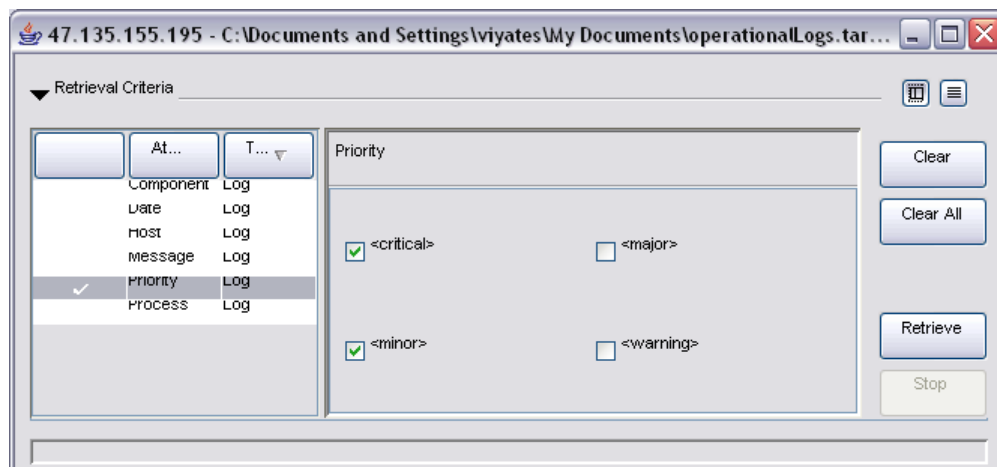 47.135.155.195 - C:\Documents and Settings\viyates\My Documents\operationalLogs.tar...
Retrieval Criteria
At... T...
Component Log
Date Log
Host Log
Message Log
Priority Log
Process Log
Priority
<critical> <major>
<minor> <warning>
Clear
Clear All
Retrieve
Stop